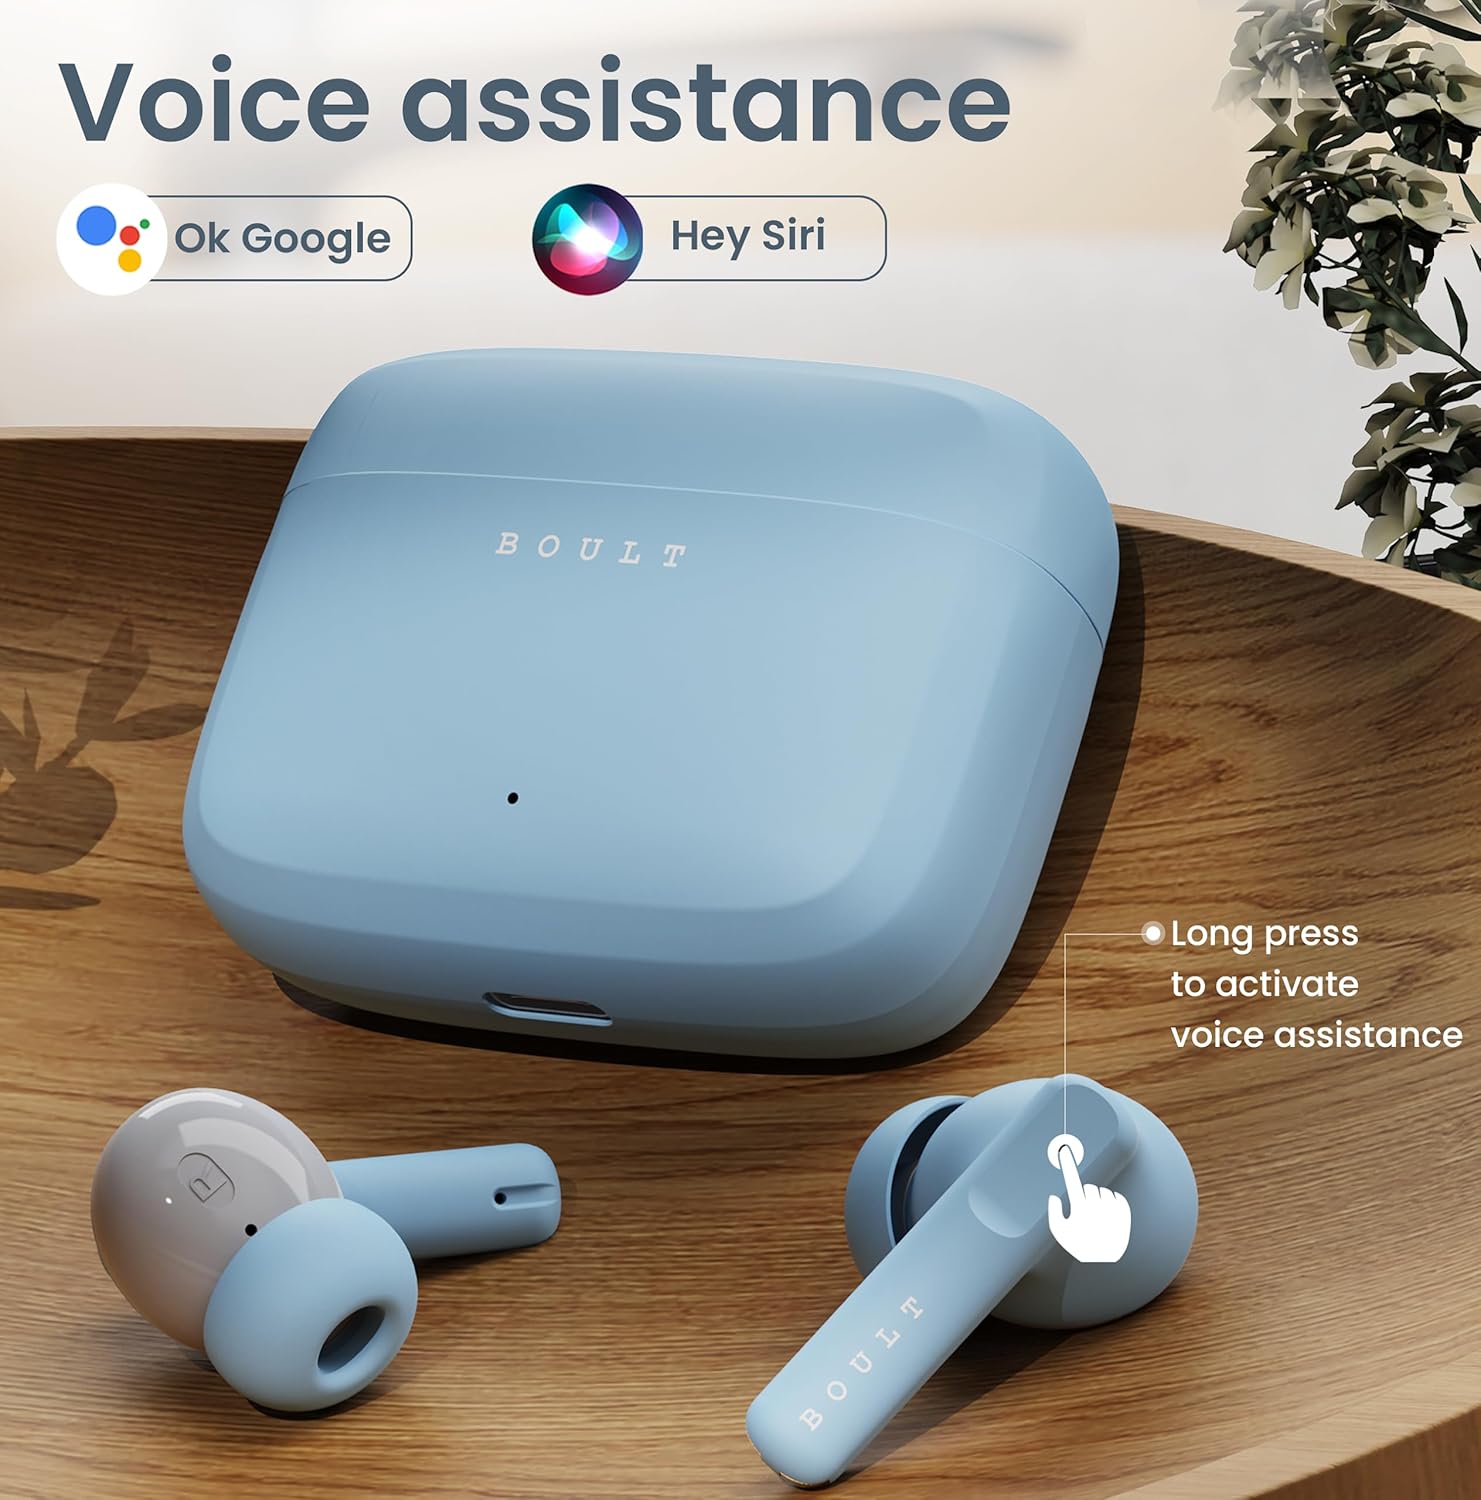 Voice assistance
Ok Google
Hey Siri
BOULT
Long press
to activate
voice assistance
R
BOULT